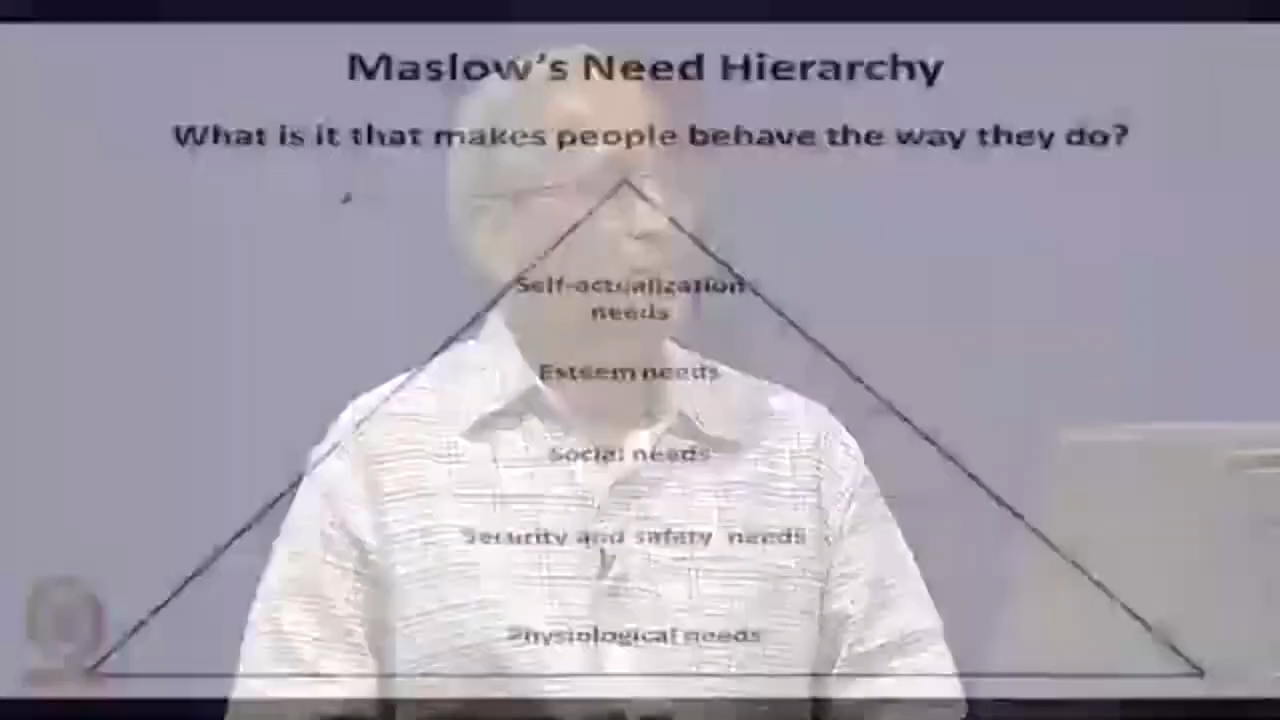 Maslow's Need Hierarchy
What is it that makes people behave the way they do?
Self-actualization
needs
Esteem needs
Social needs
Security and safety needs
Physiological needs